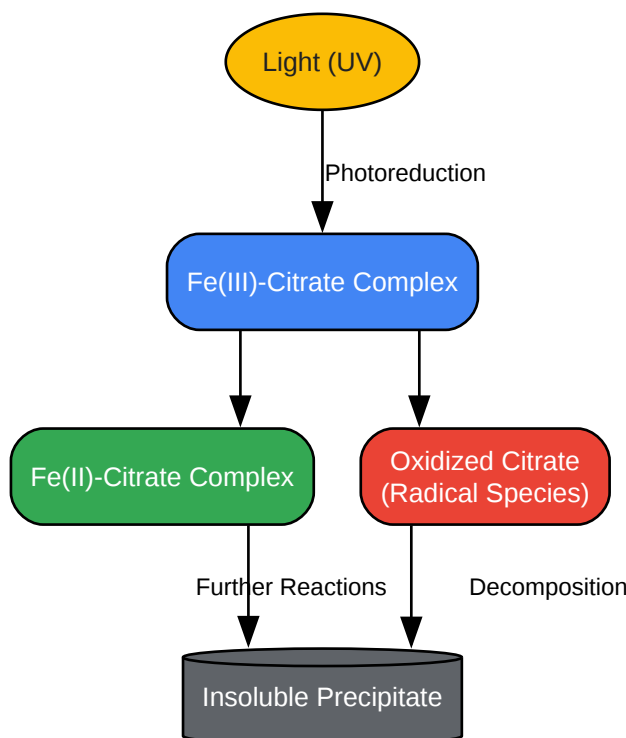 Light (UV)
Photoreduction
Fe(III)-Citrate Complex
Fe(II)-Citrate Complex
Oxidized Citrate
(Radical Species)
Further Reactions
Decomposition
Insoluble Precipitate